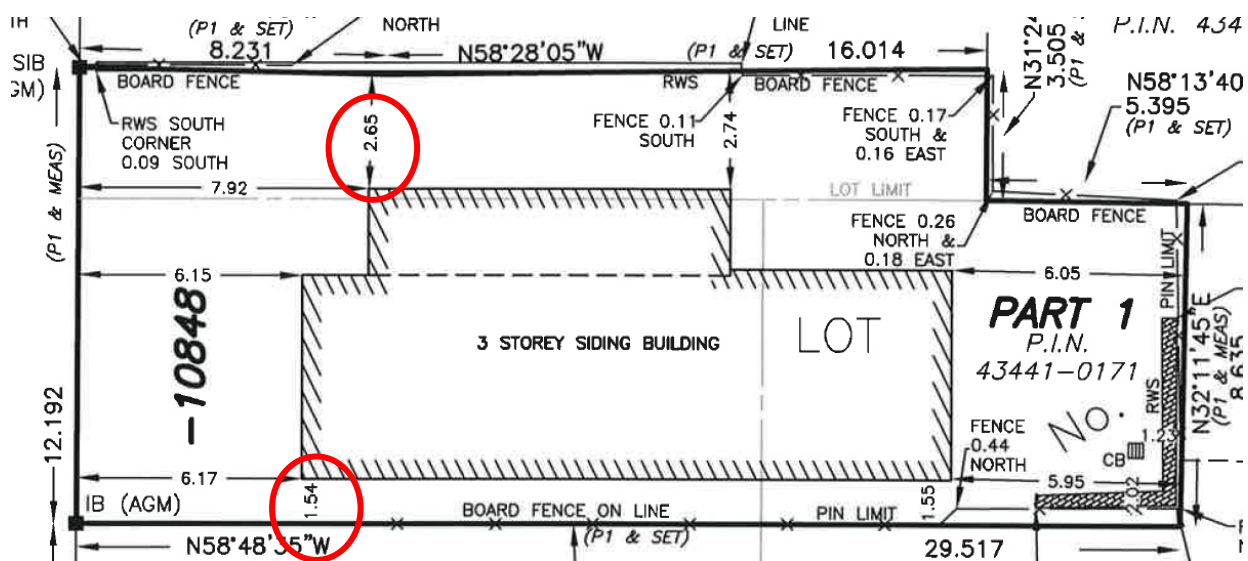 TH
(P1 & SET)
NORTH
LINE
N31°24
3.505
(P1 &
P.I.N. 434
8.231
N58°28'05"W
(P1 & SET)
16.014
SIB
GM)
BOARD FENCE
RWS
BOARD FENCE
N58°13'40
5.395
(P1 & SET)
RWS SOUTH
CORNER
0.09 SOUTH
2.65
FENCE 0.11
SOUTH
2.74
FENCE 0.17
SOUTH &
0.16 EAST
(P1 & MEAS)
7.92
LOT LIMIT
BOARD FENCE
FENCE 0.26
NORTH &
0.18 EAST
6.15
6.05
PIN LIMIT
-10848
3 STOREY SIDING BUILDING
LOT
PART 1
P.I.N.
43441-0171
N32°11'45"E
(P1 & MEAS)
8.635
RWS
No.
12.192
FENCE
0.44
NORTH
1.23
CB
6.17
5.95
IB (AGM)
1.54
BOARD FENCE ON LINE
PIN LIMIT
1.55
2.02
N58°48'35"W
(P1 & SET)
29.517